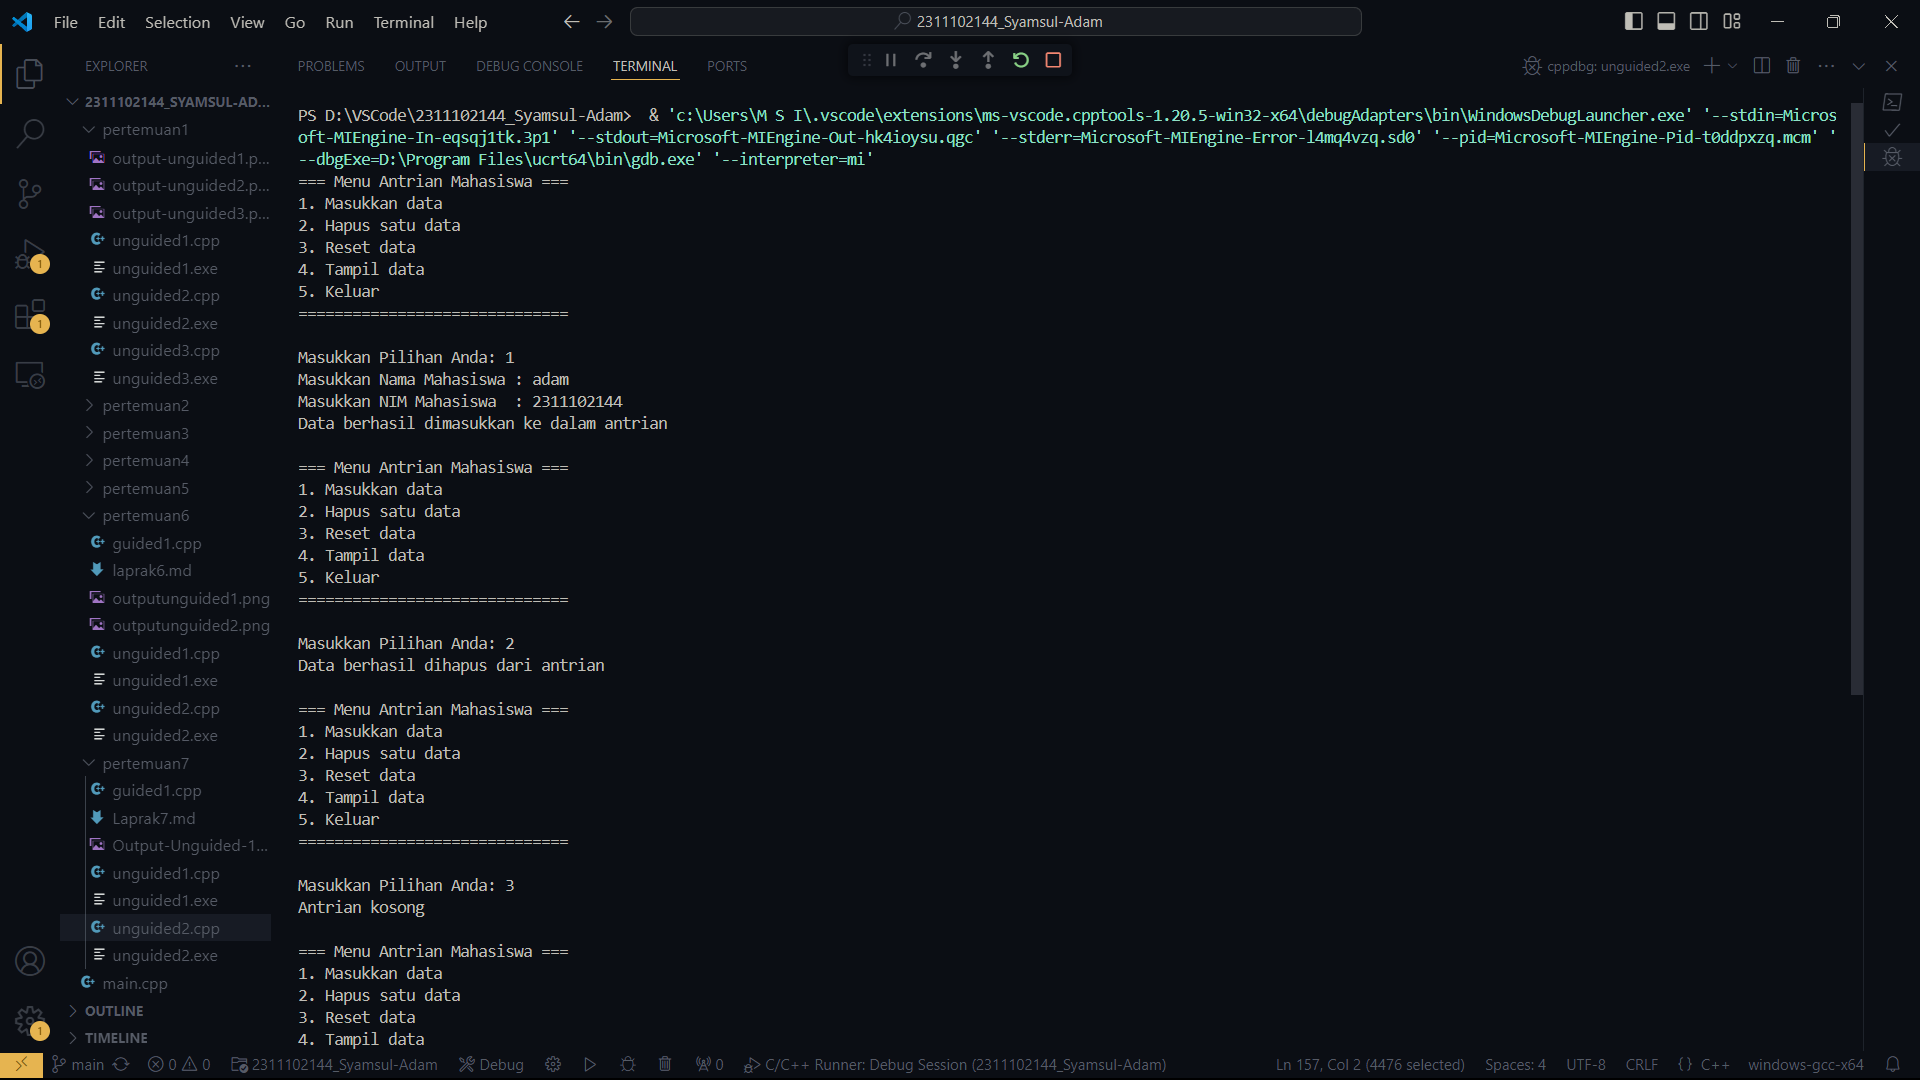 File Edit Selection View Go Run Terminal Help
2311102144_Syamsul-Adam
EXPLORER
PROBLEMS OUTPUT DEBUG CONSOLE TERMINAL PORTS
cppdbg: unguided2.exe
2311102144_SYAMSUL-AD...
pertemuan1
output-unguided1.p...
output-unguided2.p...
output-unguided3.p...
unguided1.cpp
unguided1.exe
unguided2.cpp
unguided2.exe
unguided3.cpp
unguided3.exe
pertemuan2
pertemuan3
pertemuan4
pertemuan5
pertemuan6
guided1.cpp
laprak6.md
outputunguided1.png
outputunguided2.png
unguided1.cpp
unguided1.exe
unguided2.cpp
unguided2.exe
pertemuan7
guided1.cpp
Laprak7.md
Output-Unguided-1...
unguided1.cpp
unguided1.exe
unguided2.cpp
unguided2.exe
main.cpp
OUTLINE
TIMELINE
1
1
1
PS D:\VSCode\2311102144_Syamsul-Adam>  & 'c:\Users\M S I\.vscode\extensions\ms-vscode.cpptools-1.20.5-win32-x64\debugAdapters\bin\WindowsDebugLauncher.exe' '--stdin=Micros
oft-MIEngine-In-eqsqj1tk.3p1' '--stdout=Microsoft-MIEngine-Out-hk4ioysu.qgc' '--stderr=Microsoft-MIEngine-Error-l4mq4vzq.sd0' '--pid=Microsoft-MIEngine-Pid-t0ddpxzq.mcm' '
--dbgExe=D:\Program Files\ucrt64\bin\gdb.exe' '--interpreter=mi'
=== Menu Antrian Mahasiswa ===
1. Masukkan data
2. Hapus satu data
3. Reset data
4. Tampil data
5. Keluar
==============================
Masukkan Pilihan Anda: 1
Masukkan Nama Mahasiswa : adam
Masukkan NIM Mahasiswa  : 2311102144
Data berhasil dimasukkan ke dalam antrian
=== Menu Antrian Mahasiswa ===
1. Masukkan data
2. Hapus satu data
3. Reset data
4. Tampil data
5. Keluar
==============================
Masukkan Pilihan Anda: 2
Data berhasil dihapus dari antrian
=== Menu Antrian Mahasiswa ===
1. Masukkan data
2. Hapus satu data
3. Reset data
4. Tampil data
5. Keluar
==============================
Masukkan Pilihan Anda: 3
Antrian kosong
=== Menu Antrian Mahasiswa ===
1. Masukkan data
2. Hapus satu data
3. Reset data
4. Tampil data
main 0 0 2311102144_Syamsul-Adam Debug 0 C/C++ Runner: Debug Session (2311102144_Syamsul-Adam) Ln 157, Col 2 (4476 selected) Spaces: 4 UTF-8 CRLF {} C++ windows-gcc-x64